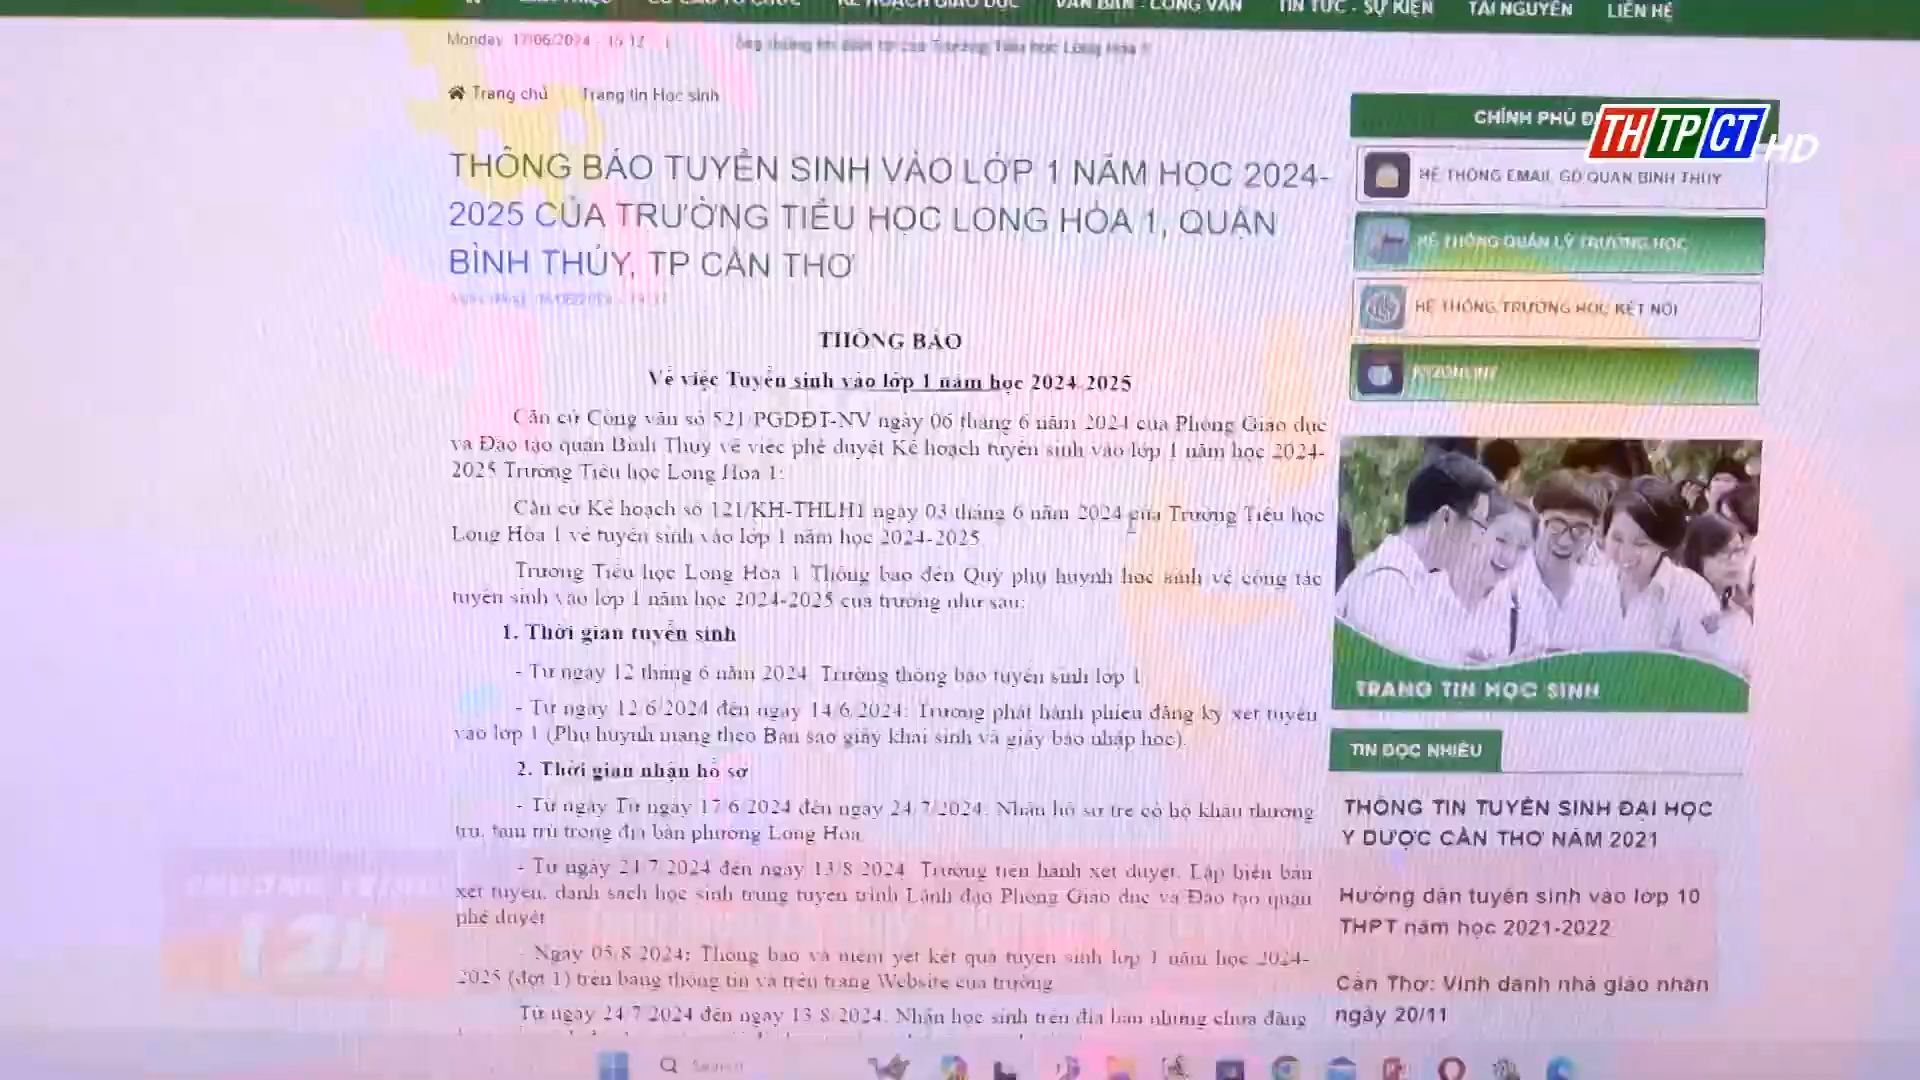 TIN TỨC - SỰ KIỆN TÀI NGUYÊN LIÊN HỆ
Monday, 17/06/2024
Trang chủ Trang tin Học sinh
THÔNG BÁO TUYỂN SINH VÀO LỚP 1 NĂM HỌC 2024-
2025 CỦA TRƯỜNG TIỂU HỌC LONG HÒA 1, QUẬN
BÌNH THỦY, TP CẦN THƠ
THÔNG BÁO
Về việc Tuyển sinh vào lớp 1 năm học 2024-2025
Căn cứ Công văn số 521/PGDĐT-NV ngày 06 tháng 6 năm 2024 của Phòng Giáo dục
và Đào tạo quận Bình Thủy về việc phê duyệt Kế hoạch tuyển sinh vào lớp 1 năm học 2024-
2025 Trường Tiểu học Long Hòa 1;
Căn cứ Kế hoạch số 121/KH-THLH1 ngày 03 tháng 6 năm 2024 của Trường Tiểu học
Long Hòa 1 về tuyển sinh vào lớp 1 năm học 2024-2025
Trường Tiểu học Long Hòa 1 Thông báo đến Quý phụ huynh học sinh về công tác
tuyển sinh vào lớp 1 năm học 2024-2025 của trường như sau:
1. Thời gian tuyển sinh
- Từ ngày 12 tháng 6 năm 2024 Trường thông báo tuyển sinh lớp 1
- Từ ngày 12/6/2024 đến ngày 14/6/2024: Trường phát hành phiếu đăng ký xét tuyển
vào lớp 1 (Phụ huynh mang theo Bản sao giấy khai sinh và giấy báo nhập học).
2. Thời gian nhận hồ sơ
- Từ ngày Từ ngày 17/6/2024 đến ngày 24/7/2024: Nhận hồ sơ trẻ có hộ khẩu thường
trú, tạm trú trong địa bàn phường Long Hòa
- Từ ngày 24/7/2024 đến ngày 13/8/2024 Trường tiến hành xét duyệt, Lập biên bản
xét tuyển, danh sách học sinh trúng tuyển trình Lãnh đạo Phòng Giáo dục và Đào tạo quận
phê duyệt
- Ngày 05/8/2024: Thông báo và niêm yết kết quả tuyển sinh lớp 1 năm học 2024-
2025 (đợt 1) trên bảng thông tin và trên trang Website của trường
Từ ngày 24/7/2024 đến ngày 13/8/2024: Nhận học sinh trên địa bàn nhưng chưa đăng
Search
CHÍNH PHỦ
THTPCT HD
HỆ THỐNG EMAIL GD QUẬN BÌNH THỦY
HỆ THỐNG QUẢN LÝ TRƯỜNG HỌC
HỆ THỐNG TRƯỜNG HỌC KẾT NỐI
TRANG TIN HỌC SINH
TIN ĐỌC NHIỀU
THÔNG TIN TUYỂN SINH ĐẠI HỌC
Y DƯỢC CẦN THƠ NĂM 2021
Hướng dẫn tuyển sinh vào lớp 10
THPT năm học 2021-2022
Cần Thơ: Vinh danh nhà giáo nhân
ngày 20/11
12h